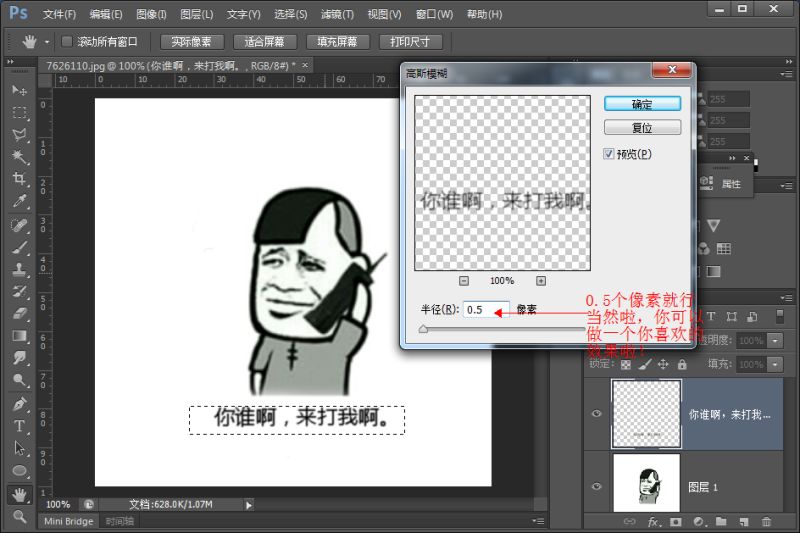 Ps 文件(F) 编辑(E) 图像(I) 图层(L) 文字(Y) 选择(S) 滤镜(T) 视图(V) 窗口(W) 帮助(H)
滚动所有窗口 实际像素 适合屏幕 填充屏幕 打印尺寸
7626110.jpg @ 100% (你谁啊，来打我啊。, RGB/8#) *
高斯模糊
确定
复位
预览(P)
你谁啊，来打我啊。
100%
半径(R): 0.5 像素
0.5个像素就行
当然啦，你可以
做一个你喜欢的
效果啦！
255
255
255
属性
不透明度: 100%
锁定: 填充: 100%
你谁啊，来打我...
图层 1
fx
你谁啊，来打我啊。
100% 文档:628.0K/1.07M
Mini Bridge 时间轴